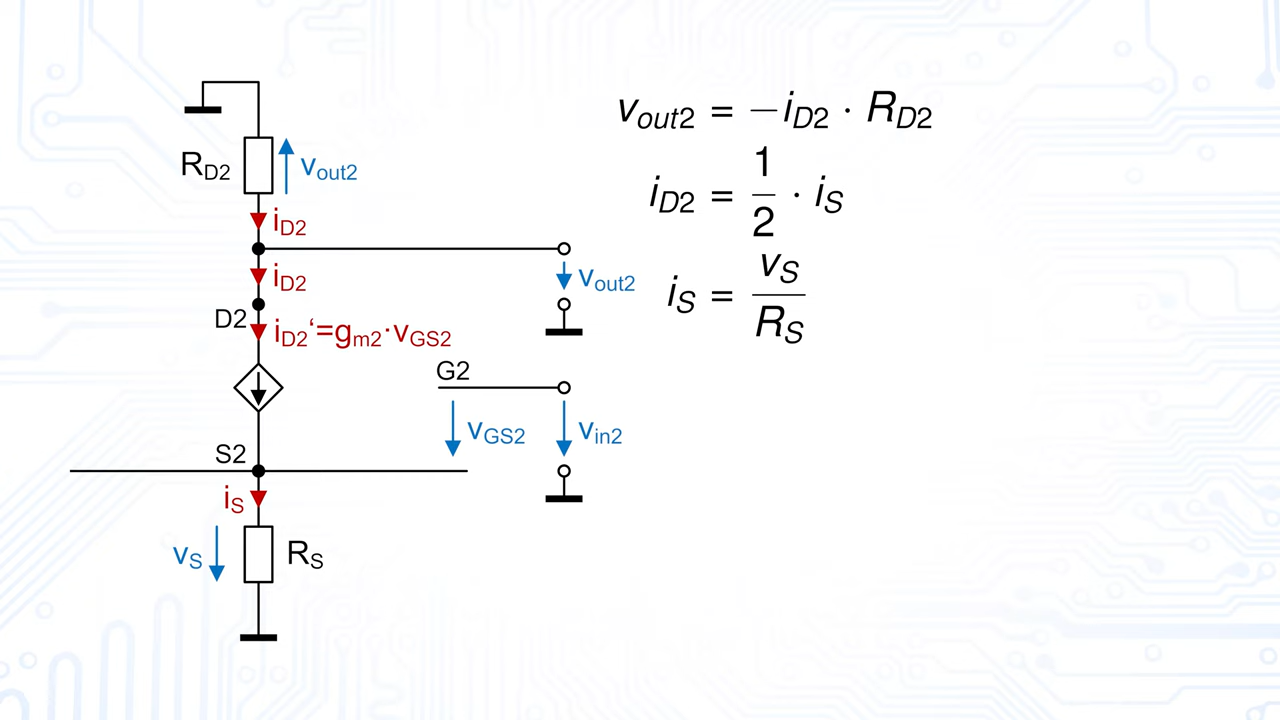 v_out2 = −i_D2 · R_D2
i_D2 = 1/2 · i_S
i_S = v_S/R_S
R_D2
v_out2
i_D2
i_D2
v_out2
D2
i_D2‘=g_m2·v_GS2
G2
v_GS2
v_in2
S2
i_S
v_S
R_S